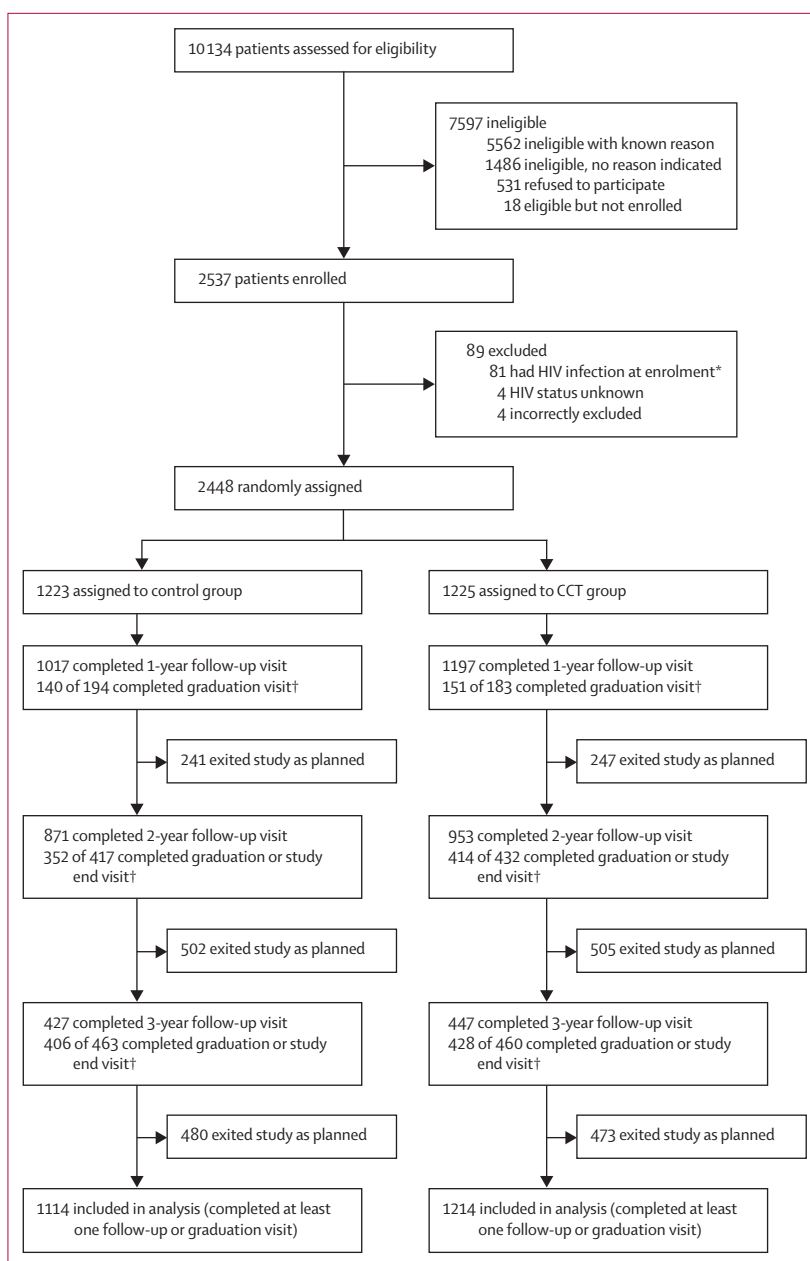 10134 patients assessed for eligibility
7597 ineligible
5562 ineligible with known reason
1486 ineligible, no reason indicated
531 refused to participate
18 eligible but not enrolled
2537 patients enrolled
89 excluded
81 had HIV infection at enrolment*
4 HIV status unknown
4 incorrectly excluded
2448 randomly assigned
1223 assigned to control group
1225 assigned to CCT group
1017 completed 1-year follow-up visit
140 of 194 completed graduation visit†
1197 completed 1-year follow-up visit
151 of 183 completed graduation visit†
241 exited study as planned
247 exited study as planned
871 completed 2-year follow-up visit
352 of 417 completed graduation or study
end visit†
953 completed 2-year follow-up visit
414 of 432 completed graduation or study
end visit†
502 exited study as planned
505 exited study as planned
427 completed 3-year follow-up visit
406 of 463 completed graduation or study
end visit†
447 completed 3-year follow-up visit
428 of 460 completed graduation or study
end visit†
480 exited study as planned
473 exited study as planned
1114 included in analysis (completed at least
one follow-up or graduation visit)
1214 included in analysis (completed at least
one follow-up or graduation visit)